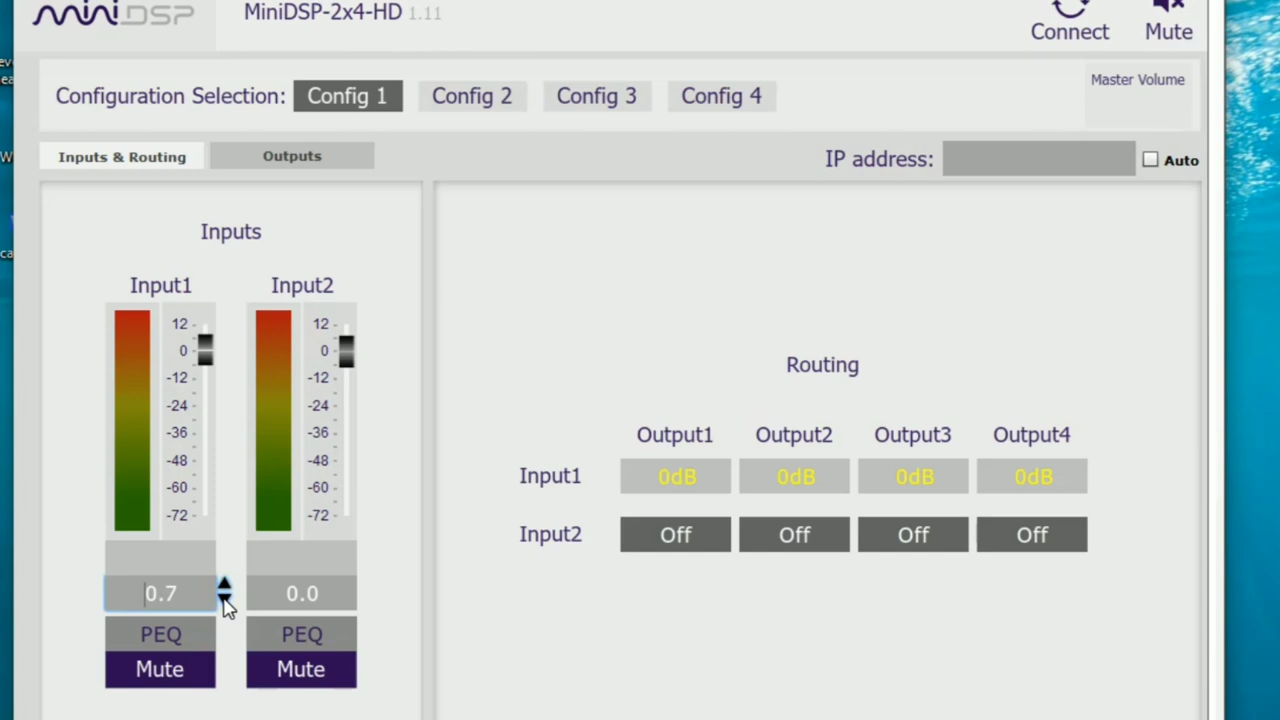 MINIDSP
MiniDSP-2x4-HD 1.11
Connect
Mute
Configuration Selection: Config 1 Config 2 Config 3 Config 4
Master Volume
Inputs & Routing
Outputs
IP address:
Auto
Inputs
Input1
Input2
12
0
-12
-24
-36
-48
-60
-72
12
0
-12
-24
-36
-48
-60
-72
0.7
0.0
PEQ
PEQ
Mute
Mute
Routing
Output1 Output2 Output3 Output4
Input1 0dB 0dB 0dB 0dB
Input2 Off Off Off Off